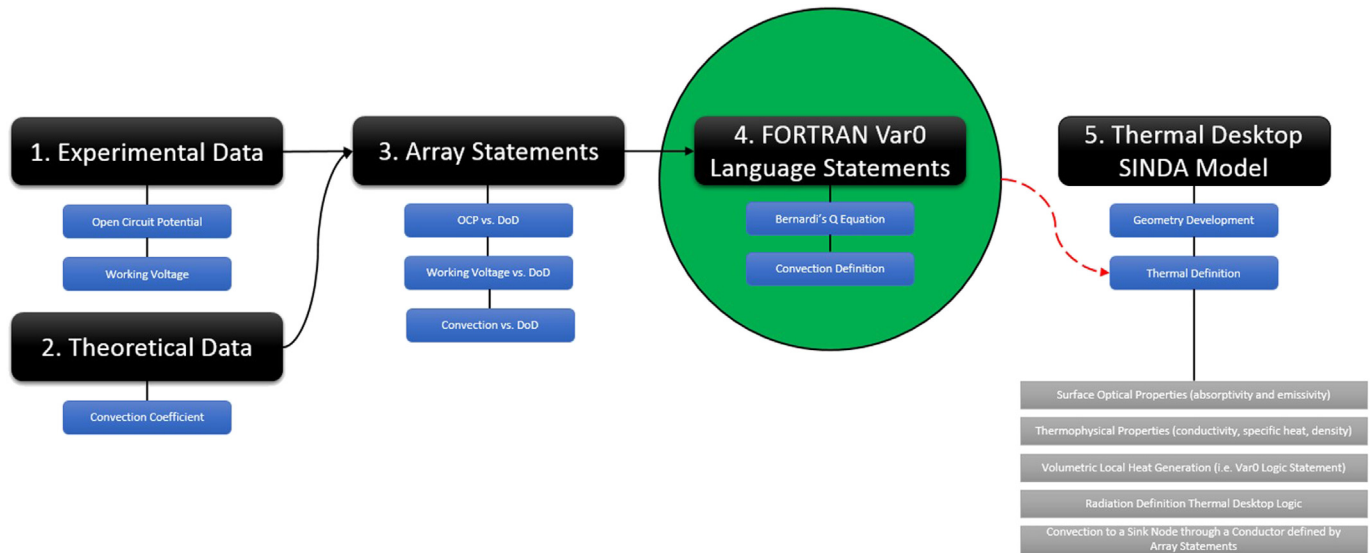 1. Experimental Data
Open Circuit Potential
Working Voltage
2. Theoretical Data
Convection Coefficient
3. Array Statements
OCP vs. DoD
Working Voltage vs. DoD
Convection vs. DoD
4. FORTRAN Var0
Language Statements
Bernardi's Q Equation
Convection Definition
5. Thermal Desktop
SINDA Model
Geometry Development
Thermal Definition
Surface Optical Properties (absorptivity and emissivity)
Thermophysical Properties (conductivity, specific heat, density)
Volumetric Local Heat Generation (i.e. Var0 Logic Statement)
Radiation Definition Thermal Desktop Logic
Convection to a Sink Node through a Conductor defined by
Array Statements